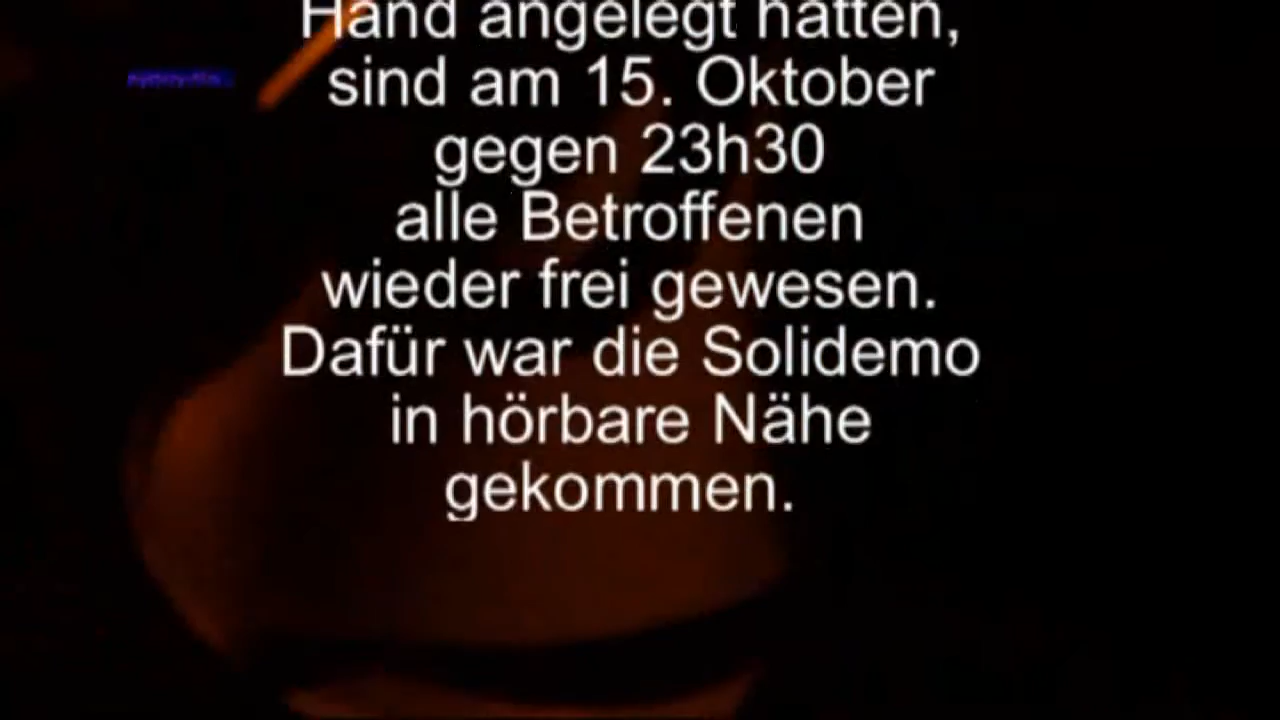 Hand angelegt hatten,
sind am 15. Oktober
gegen 23h30
alle Betroffenen
wieder frei gewesen.
Dafür war die Solidemo
in hörbare Nähe
gekommen.